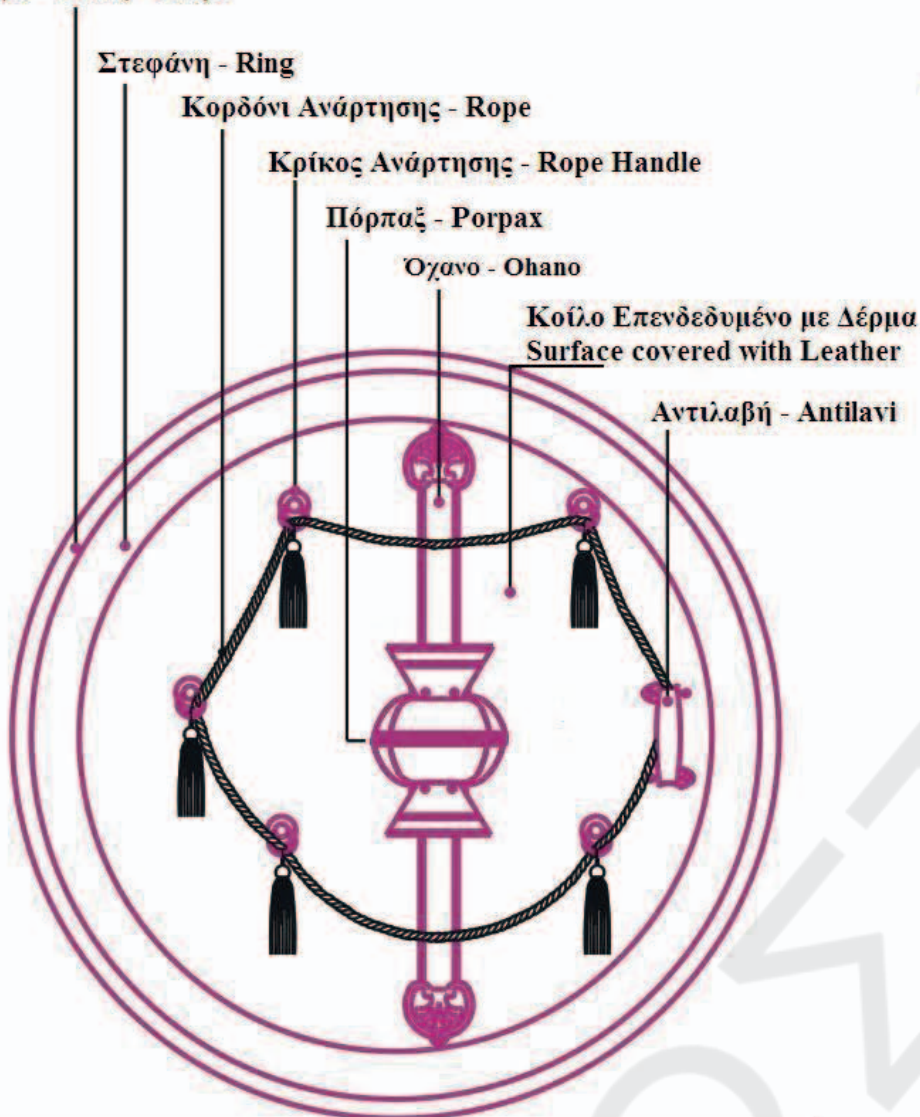 Στεφάνη - Ring
Κορδόνι Ανάρτησης - Rope
Κρίκος Ανάρτησης - Rope Handle
Πόρπαξ - Porpax
Όχανο - Ohano
Κοίλο Επενδεδυμένο με Δέρμα
Surface covered with Leather
Αντιλαβή - Antilavi